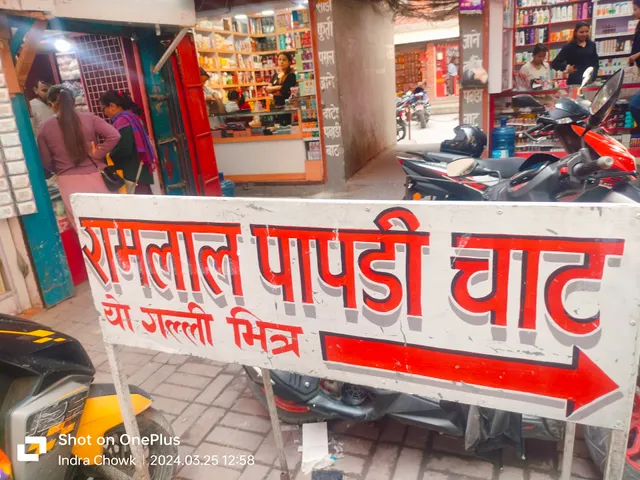 रामलाल पापडी चाट
यो गल्ली भित्र
Shot on OnePlus
Indra Chowk | 2024.03.25 12:58